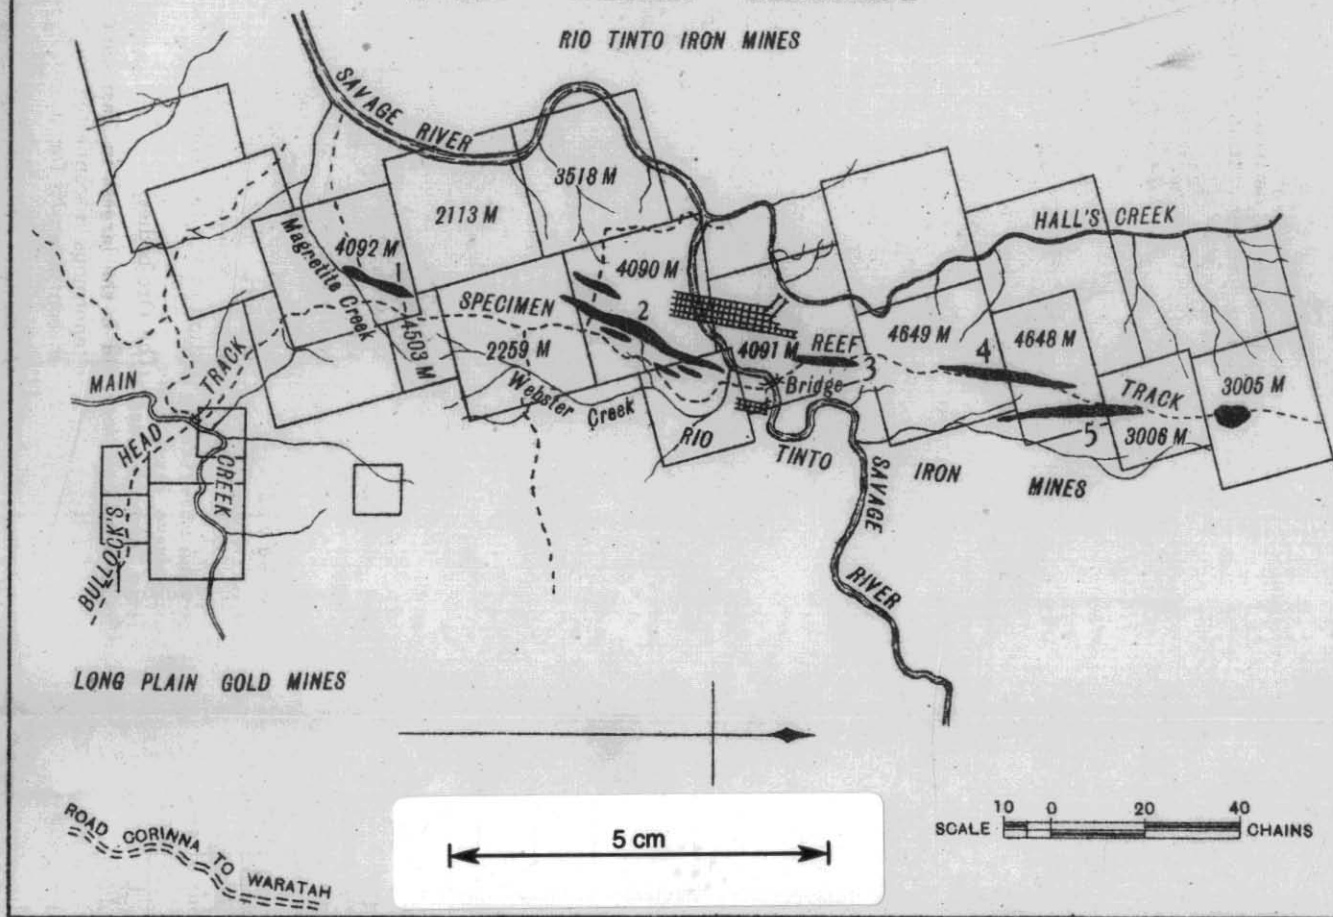 RIO TINTO IRON MINES
SAVAGE RIVER
3518 M
2113 M
HALL'S CREEK
4092 M
1
Magnetite Creek
4090 M
SPECIMEN
2
REEF
4649 M
4648 M
4503 M
2259 M
4091 M
3
4
TRACK
3005 M
MAIN
TRACK
Bridge
Webster Creek
HEAD
RIO
TINTO
5
3006 M
CREEK
SAVAGE
IRON
MINES
BULLOCK'S
RIVER
LONG PLAIN GOLD MINES
ROAD CORINNA TO WARATAH
5 cm
10 0 20 40
SCALE CHAINS